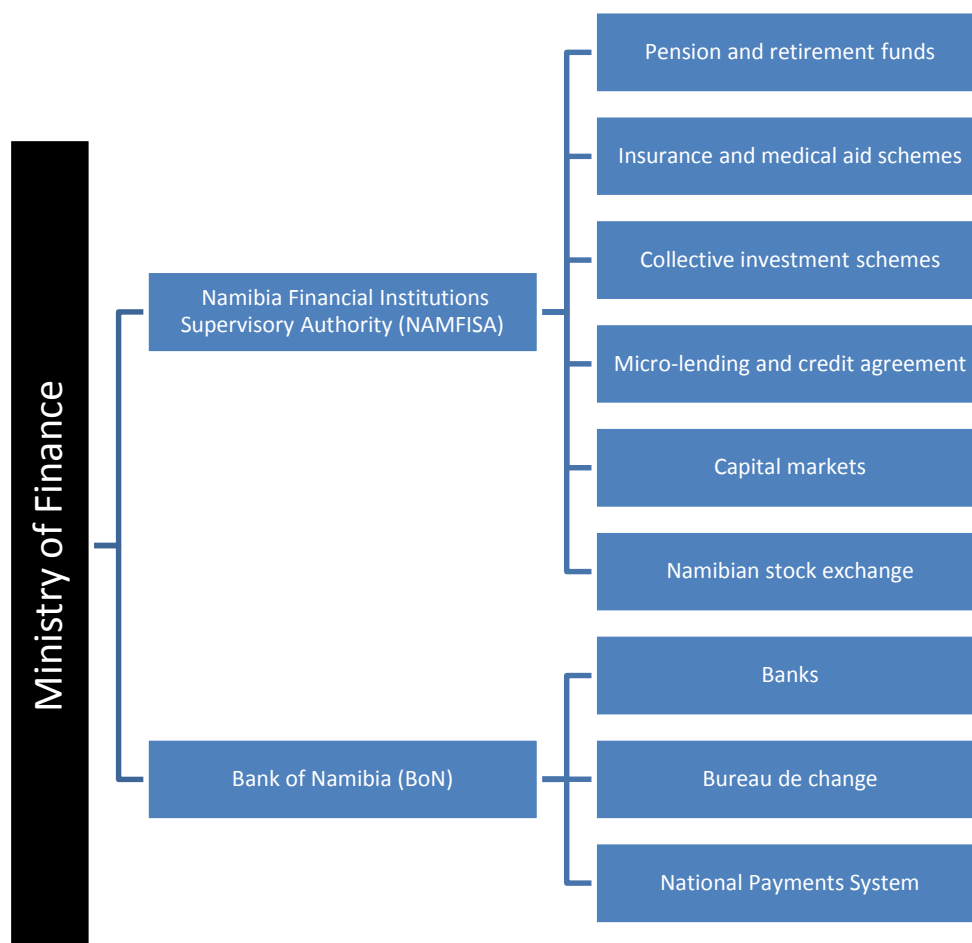 Ministry of Finance
Namibia Financial Institutions
Supervisory Authority (NAMFISA)
Pension and retirement funds
Insurance and medical aid schemes
Collective investment schemes
Micro-lending and credit agreement
Capital markets
Namibian stock exchange
Bank of Namibia (BoN)
Banks
Bureau de change
National Payments System